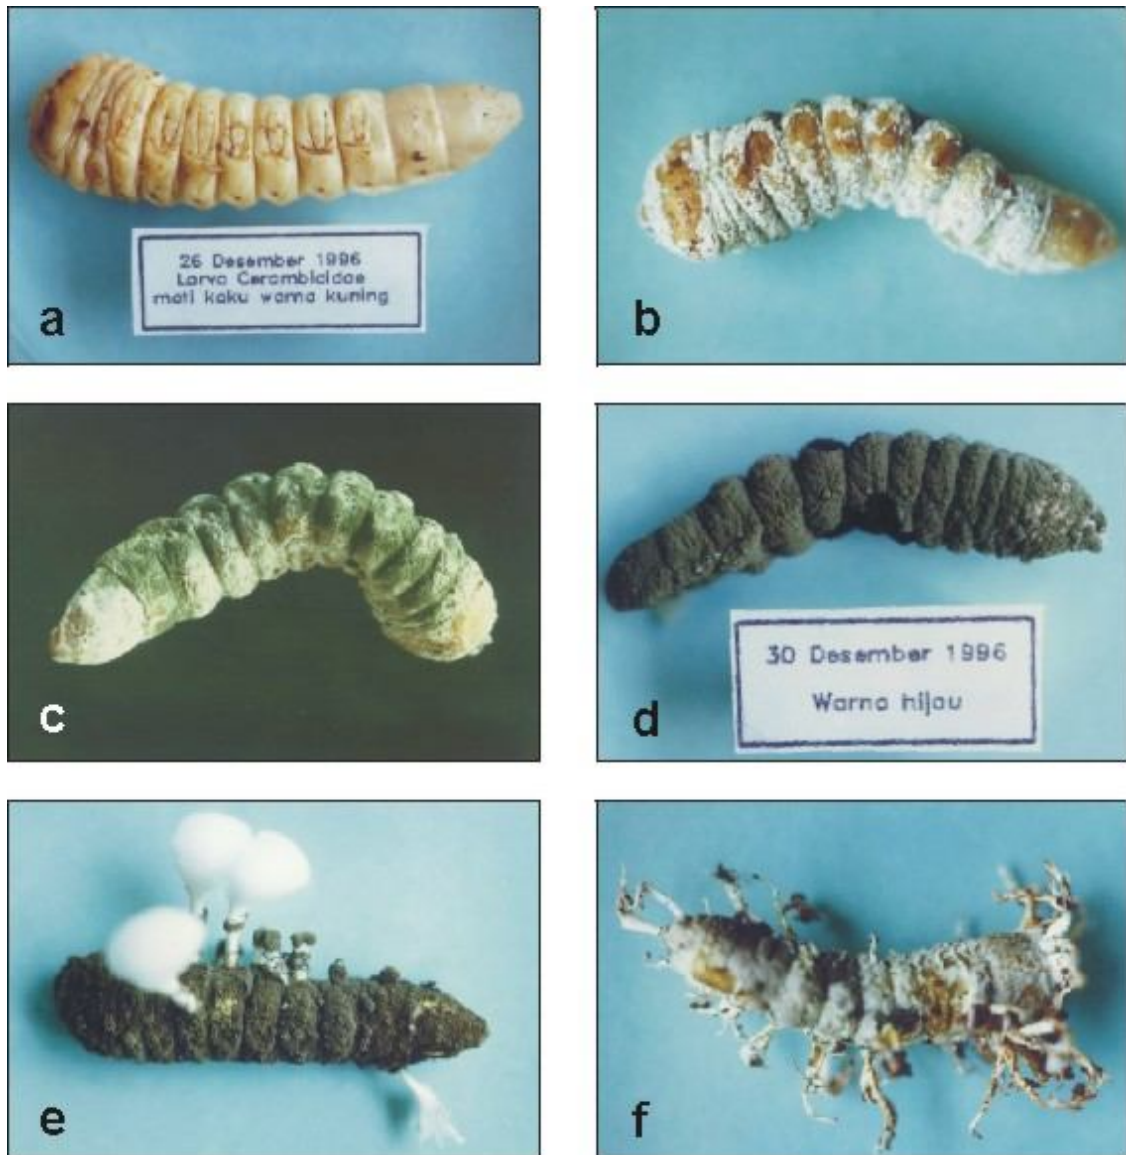 26 Desember 1996
Larva Cerambicidae
mati kaku warna kuning
a
b
c
30 Desember 1996
Warna hijau
d
e
f